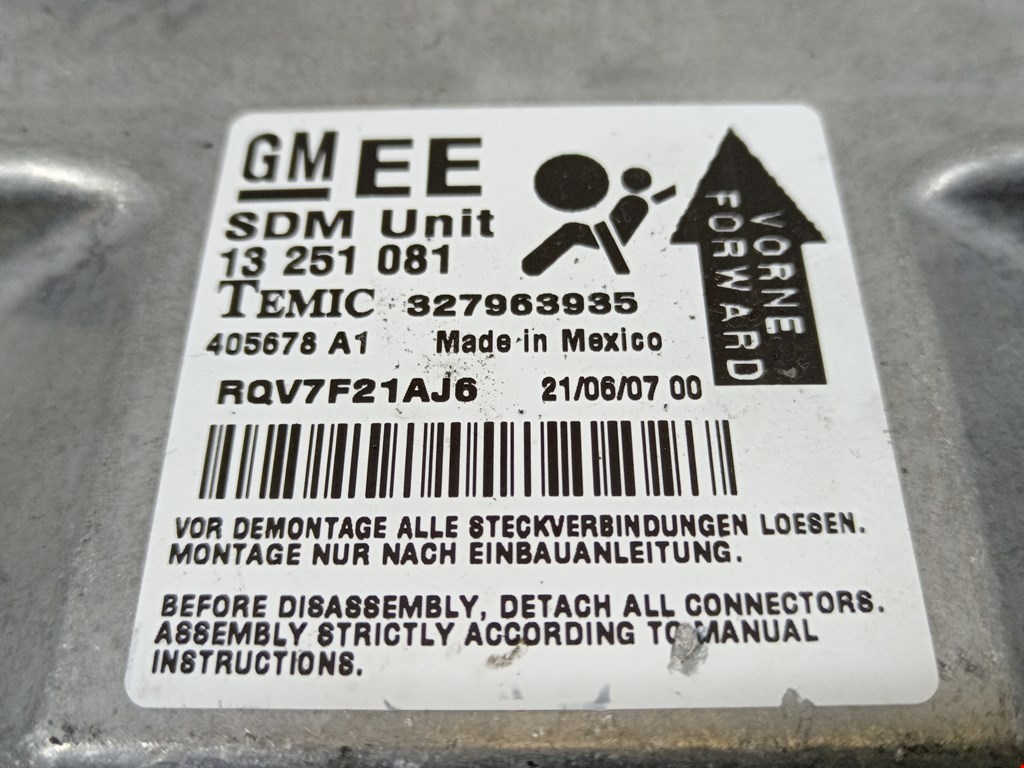 GM EE
SDM Unit
13 251 081
TEMIC 327963935
405678 A1 Made in Mexico
RQV7F21AJ6 21/06/07 00
VORNE
FORWARD
VOR DEMONTAGE ALLE STECKVERBINDUNGEN LOESEN.
MONTAGE NUR NACH EINBAUANLEITUNG.
BEFORE DISASSEMBLY, DETACH ALL CONNECTORS.
ASSEMBLY STRICTLY ACCORDING TO MANUAL
INSTRUCTIONS.